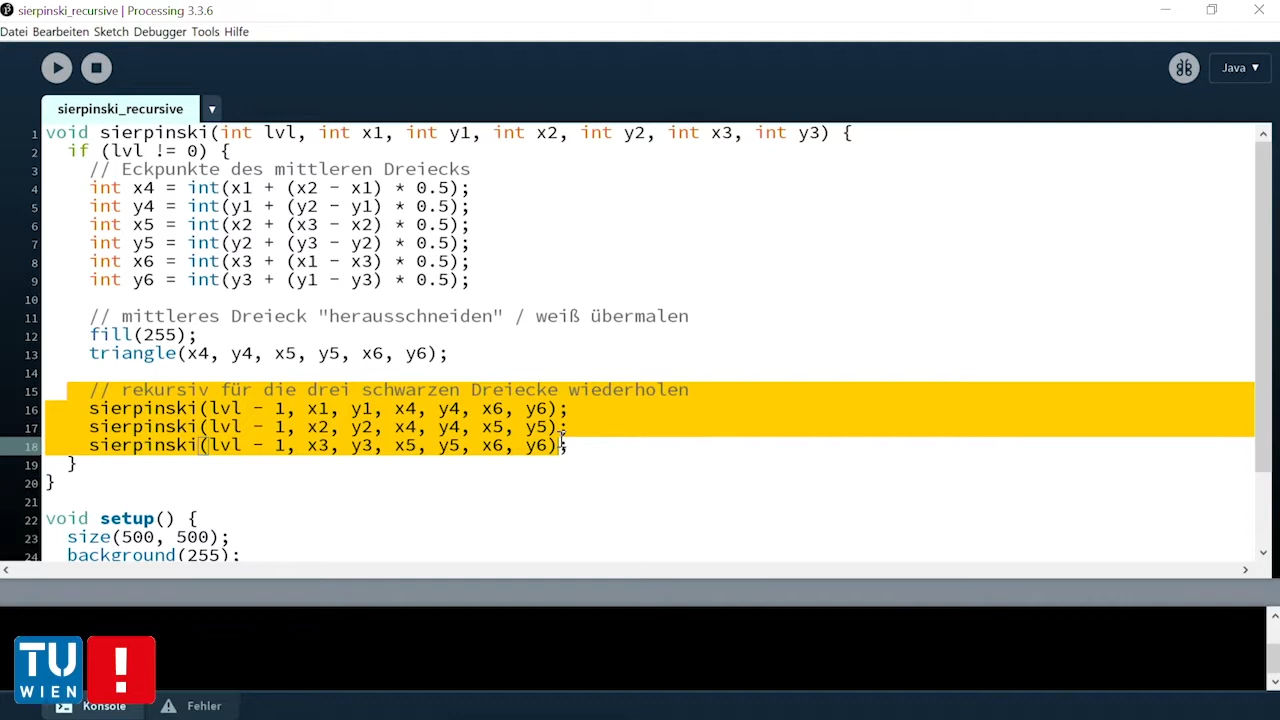 sierpinski_recursive | Processing 3.3.6
Datei Bearbeiten Sketch Debugger Tools Hilfe
Java ▼
sierpinski_recursive ▼
1 void sierpinski(int lvl, int x1, int y1, int x2, int y2, int x3, int y3) {
2 if (lvl != 0) {
3 // Eckpunkte des mittleren Dreiecks
4 int x4 = int(x1 + (x2 - x1) * 0.5);
5 int y4 = int(y1 + (y2 - y1) * 0.5);
6 int x5 = int(x2 + (x3 - x2) * 0.5);
7 int y5 = int(y2 + (y3 - y2) * 0.5);
8 int x6 = int(x3 + (x1 - x3) * 0.5);
9 int y6 = int(y3 + (y1 - y3) * 0.5);
10
11 // mittleres Dreieck "herausschneiden" / weiß übermalen
12 fill(255);
13 triangle(x4, y4, x5, y5, x6, y6);
14
15 // rekursiv für die drei schwarzen Dreiecke wiederholen
16 sierpinski(lvl - 1, x1, y1, x4, y4, x6, y6);
17 sierpinski(lvl - 1, x2, y2, x4, y4, x5, y5);
18 sierpinski(lvl - 1, x3, y3, x5, y5, x6, y6);
19 }
20 }
21
22 void setup() {
23 size(500, 500);
24 background(255);
TU
WIEN
!
Konsole Fehler